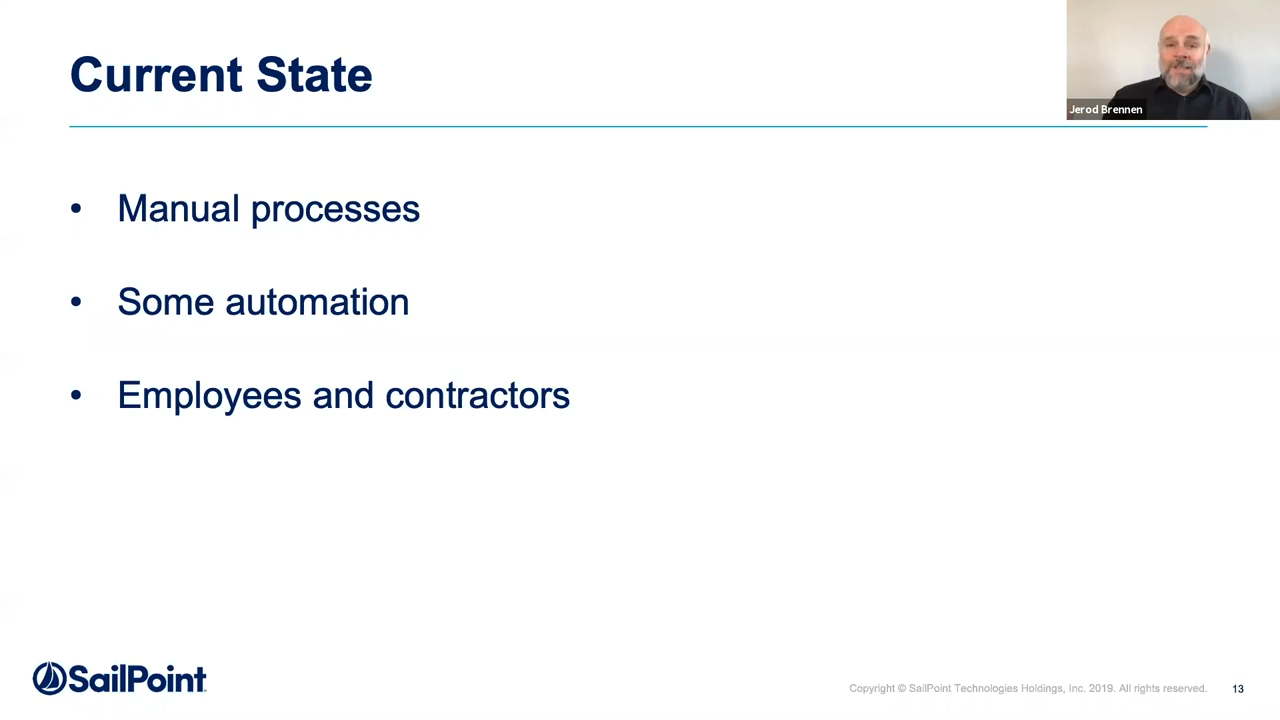 Current State
Jerod Brennen
• Manual processes
• Some automation
• Employees and contractors
SailPoint
Copyright © SailPoint Technologies Holdings, Inc. 2019. All rights reserved.
13